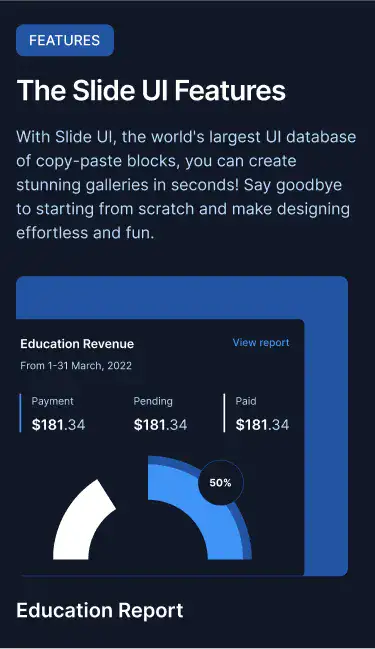 FEATURES
The Slide UI Features
With Slide UI, the world's largest UI database
of copy-paste blocks, you can create
stunning galleries in seconds! Say goodbye
to starting from scratch and make designing
effortless and fun.
Education Revenue
View report
From 1-31 March, 2022
Payment
Pending
Paid
$181.34
$181.34
$181.34
50%
Education Report